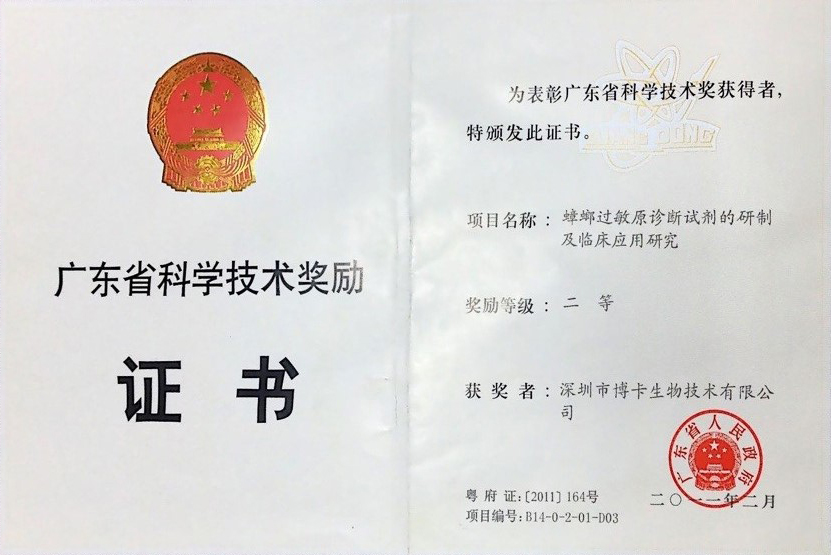 广东省科学技术奖励
证书
为表彰广东省科学技术奖获得者,
特颁发此证书。
GUANG DONG
项目名称: 蟑螂过敏原诊断试剂的研制
及临床应用研究
奖励等级: 二等
获奖者: 深圳市博卡生物技术有限公
司
广东省人民政府
粤府证:[2011]164号
二〇一一年二月
项目编号:B14-0-2-01-D03